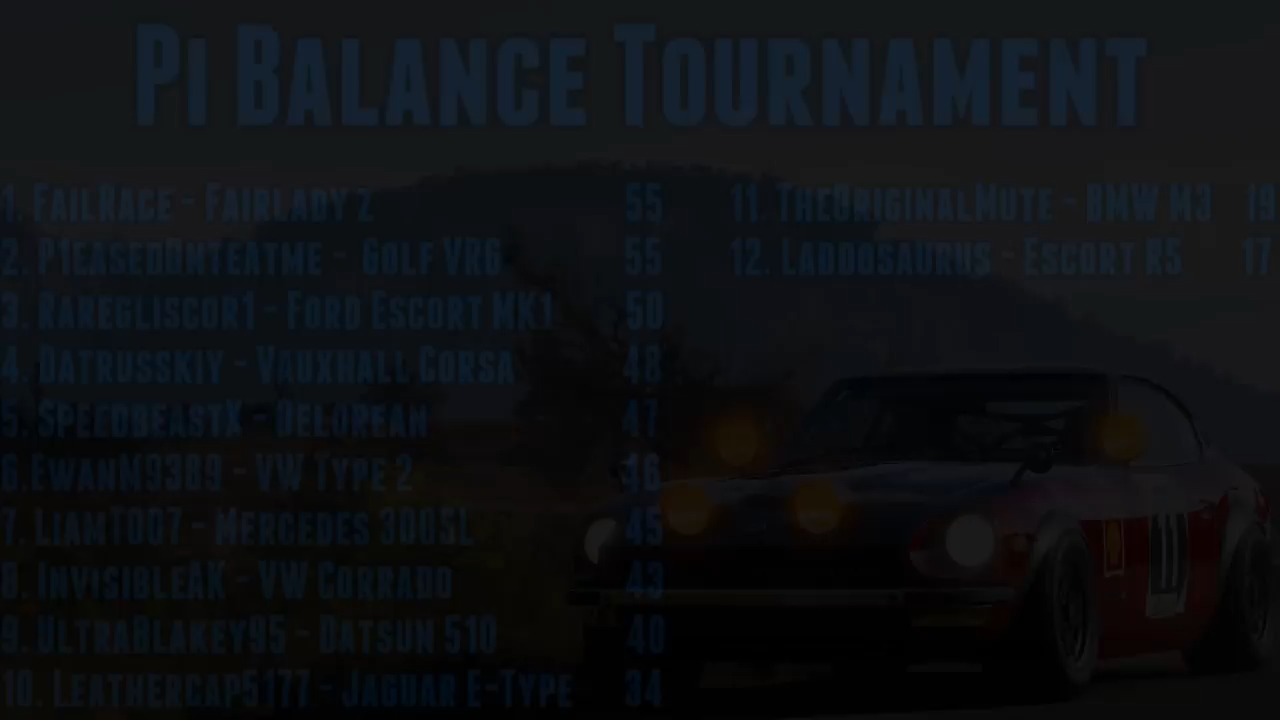 Pi Balance Tournament
1. FailRace - Fairlady Z 55
2. P1easedonteatme - Golf VR6 55
3. Raregliscor1 - Ford Escort MK1 50
4. Datrusskiy - Vauxhall Corsa 48
5. SpeedbeastX - Delorean 47
6.EwanM9389 - VW Type 2 46
7. LiamT007 - Mercedes 300SL 45
8. InvisibleAK - VW Corrado 43
9. UltraBlakey95 - Datsun 510 40
10. Leathercap5177 - Jaguar E-Type 34
11. TheOriginalMute - BMW M3 19
12. Laddosaurus - Escort RS 17